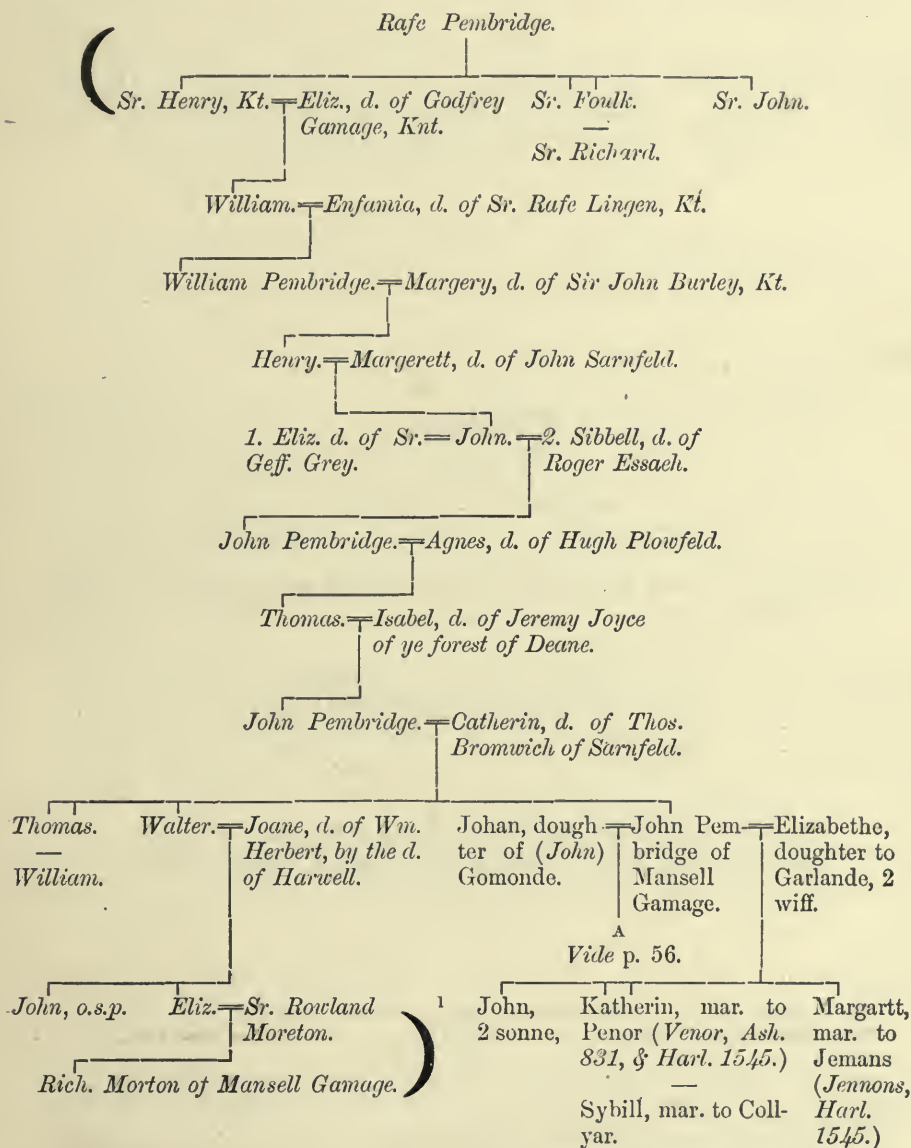 Rafe Pembridge.
Sr. Henry, Kt. Eliz., d. of Godfrey Gamage, Knt.
Sr. Foulk.
—
Sr. Richard.
Sr. John.
William. Enfamia, d. of Sr. Rafe Lingen, Kt.
William Pembridge. Margery, d. of Sir John Burley, Kt.
Henry. Margerett, d. of John Sarnfeld.
1. Eliz. d. of Sr.
Geff. Grey.
John.
2. Sibbell, d. of
Roger Essaeh.
John Pembridge. Agnes, d. of Hugh Plowfeld.
Thomas. Isabel, d. of Jeremy Joyce
of ye forest of Deane.
John Pembridge. Catherin, d. of Thos.
Bromwich of Sarnfeld.
Thomas.
—
William.
Walter.
Joane, d. of Wm.
Herbert, by the d.
of Harwell.
Johan, dough-
ter of (John)
Gomonde.
John Pem-
bridge of
Mansell
Gamage.
Elizabethe,
doughter to
Garlande, 2
wiff.
A
Vide p. 56.
John, o.s.p.
Eliz.
Sr. Rowland
Moreton.
Rich. Morton of Mansell Gamage.
1
John,
2 sonne,
Katherin, mar. to
Penor (Venor, Ash.
831, & Harl. 1545.)
—
Sybill, mar. to Coll-
yar.
Margartt,
mar. to
Jemans
(Jennons,
Harl.
1545.)